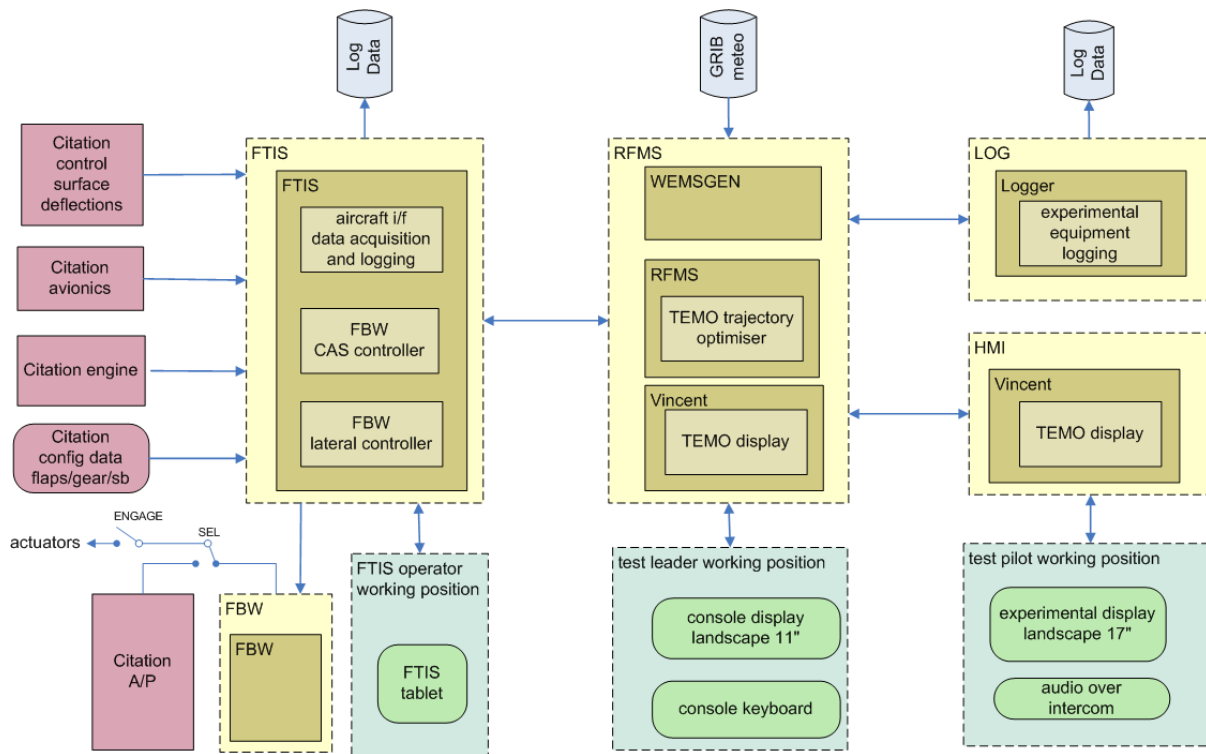 Log
Data
GRIB
meteo
Log
Data
Citation
control
surface
deflections
Citation
avionics
Citation engine
Citation
config data
flaps/gear/sb
FTIS
FTIS
aircraft i/f
data acquisition
and logging
FBW
CAS controller
FBW
lateral controller
RFMS
WEMSGEN
RFMS
TEMO trajectory
optimiser
Vincent
TEMO display
LOG
Logger
experimental
equipment
logging
HMI
Vincent
TEMO display
ENGAGE
SEL
actuators
Citation
A/P
FBW
FBW
FTIS operator
working position
FTIS
tablet
test leader working position
console display
landscape 11"
console keyboard
test pilot working position
experimental display
landscape 17"
audio over
intercom